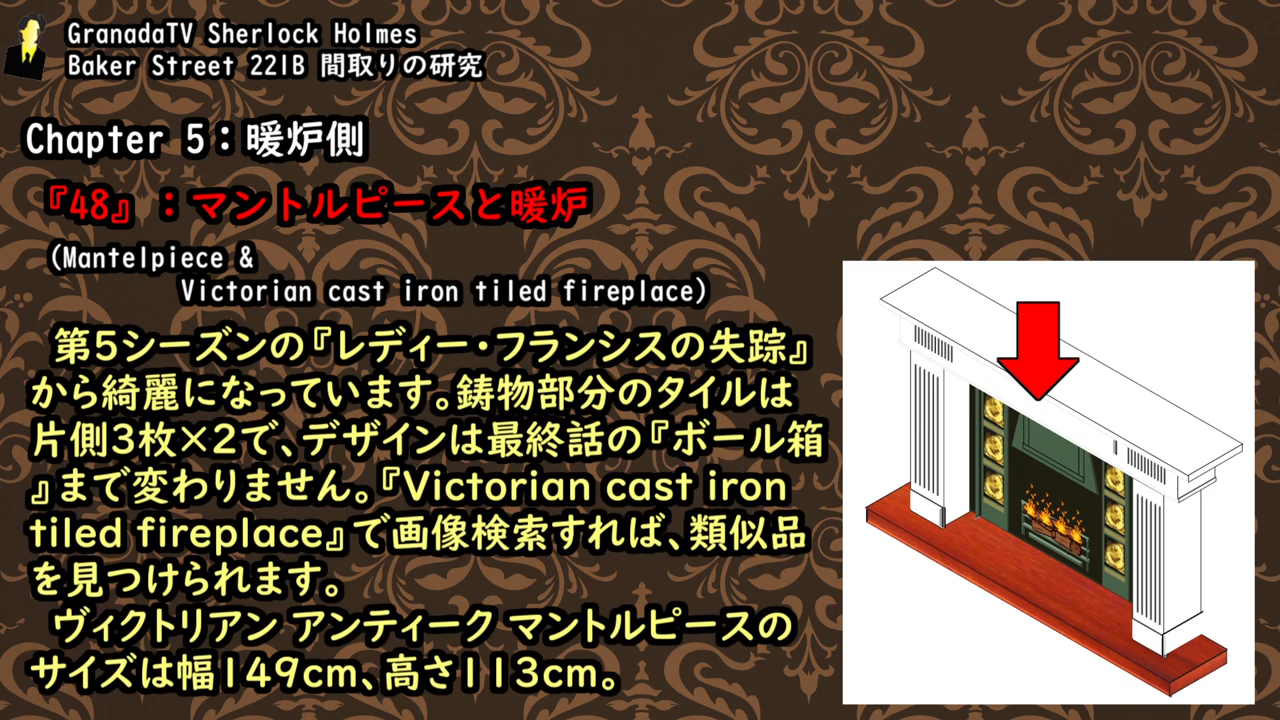 GranadaTV Sherlock Holmes
Baker Street 221B 間取りの研究
Chapter 5：暖炉側
『48』：マントルピースと暖炉
(Mantelpiece &
Victorian cast iron tiled fireplace)
第5シーズンの『レディー・フランシスの失踪』
から綺麗になっています。鋳物部分のタイルは
片側3枚×2で、デザインは最終話の『ボール箱
』まで変わりません。『Victorian cast iron
tiled fireplace』で画像検索すれば、類似品
を見つけられます。
ヴィクトリアン アンティーク マントルピースの
サイズは幅149cm、高さ113cm。